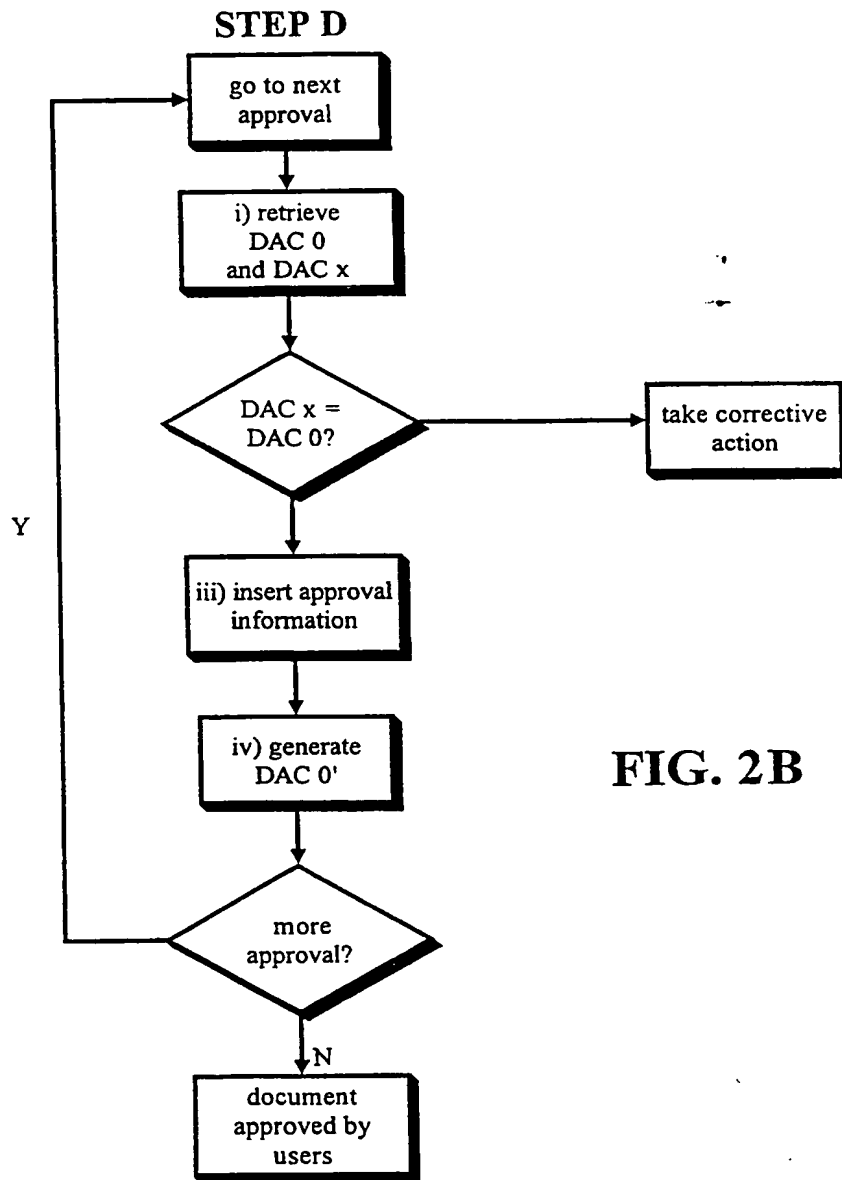 STEP D
go to next
approval
i) retrieve
DAC 0
and DAC x
DAC x =
DAC 0?
take corrective
action
Y
iii) insert approval
information
iv) generate
DAC 0'
FIG. 2B
more
approval?
N
document
approved by
users